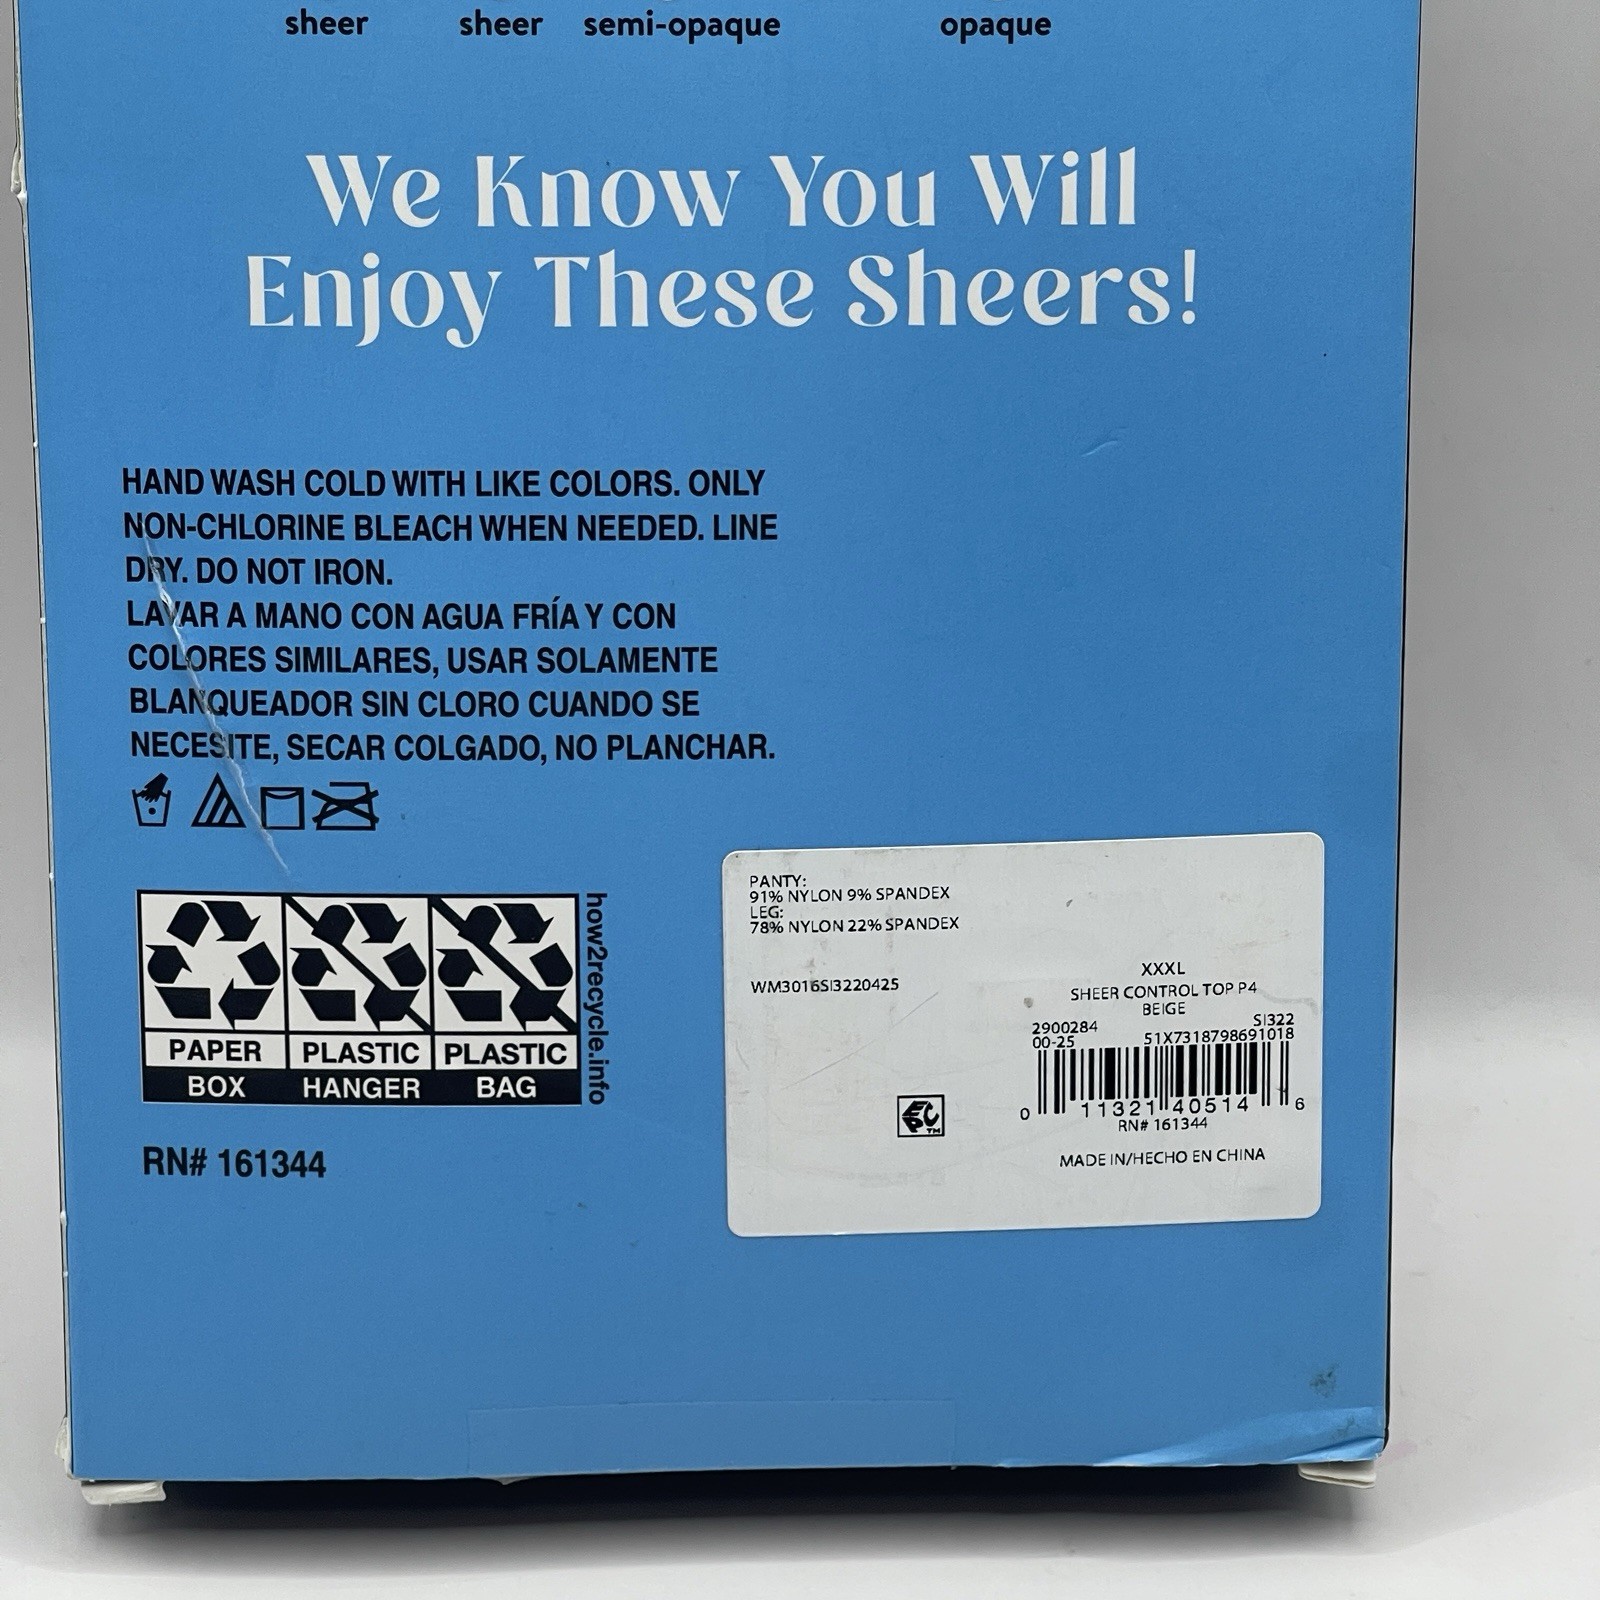 sheer sheer semi-opaque opaque
We Know You Will
Enjoy These Sheers!
HAND WASH COLD WITH LIKE COLORS. ONLY
NON-CHLORINE BLEACH WHEN NEEDED. LINE
DRY. DO NOT IRON.
LAVAR A MANO CON AGUA FRÍA Y CON
COLORES SIMILARES, USAR SOLAMENTE
BLANQUEADOR SIN CLORO CUANDO SE
NECESITE, SECAR COLGADO, NO PLANCHAR.
PAPER PLASTIC PLASTIC
BOX HANGER BAG
how2recycle.info
RN# 161344
PANTY:
91% NYLON 9% SPANDEX
LEG:
78% NYLON 22% SPANDEX
WM3016SI3220425
XXXL
SHEER CONTROL TOP P4
BEIGE
2900284 SI322
00-25 51X7318798691018
0 11321 40514 6
RN# 161344
EPC TM
MADE IN/HECHO EN CHINA